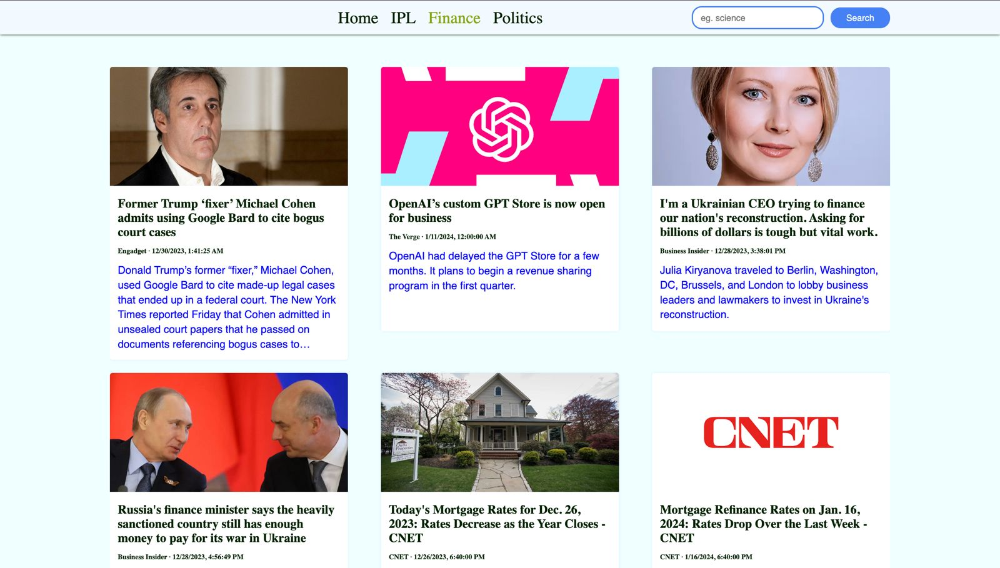 Home IPL Finance Politics eg. science Search
Former Trump ‘fixer’ Michael Cohen
admits using Google Bard to cite bogus
court cases
Engadget · 12/30/2023, 1:41:25 AM
Donald Trump’s former “fixer,” Michael Cohen,
used Google Bard to cite made-up legal cases
that ended up in a federal court. The New York
Times reported Friday that Cohen admitted in
unsealed court papers that he passed on
documents referencing bogus cases to…
OpenAI’s custom GPT Store is now open
for business
The Verge · 1/11/2024, 12:00:00 AM
OpenAI had delayed the GPT Store for a few
months. It plans to begin a revenue sharing
program in the first quarter.
I'm a Ukrainian CEO trying to finance
our nation's reconstruction. Asking for
billions of dollars is tough but vital work.
Business Insider · 12/28/2023, 3:38:01 PM
Julia Kiryanova traveled to Berlin, Washington,
DC, Brussels, and London to lobby business
leaders and lawmakers to invest in Ukraine's
reconstruction.
Russia's finance minister says the heavily
sanctioned country still has enough
money to pay for its war in Ukraine
Business Insider · 12/28/2023, 4:56:49 PM
FOR SALE
Properties
Today's Mortgage Rates for Dec. 26,
2023: Rates Decrease as the Year Closes -
CNET
CNET · 12/26/2023, 6:40:00 PM
CNET
Mortgage Refinance Rates on Jan. 16,
2024: Rates Drop Over the Last Week -
CNET
CNET · 1/16/2024, 6:40:00 PM